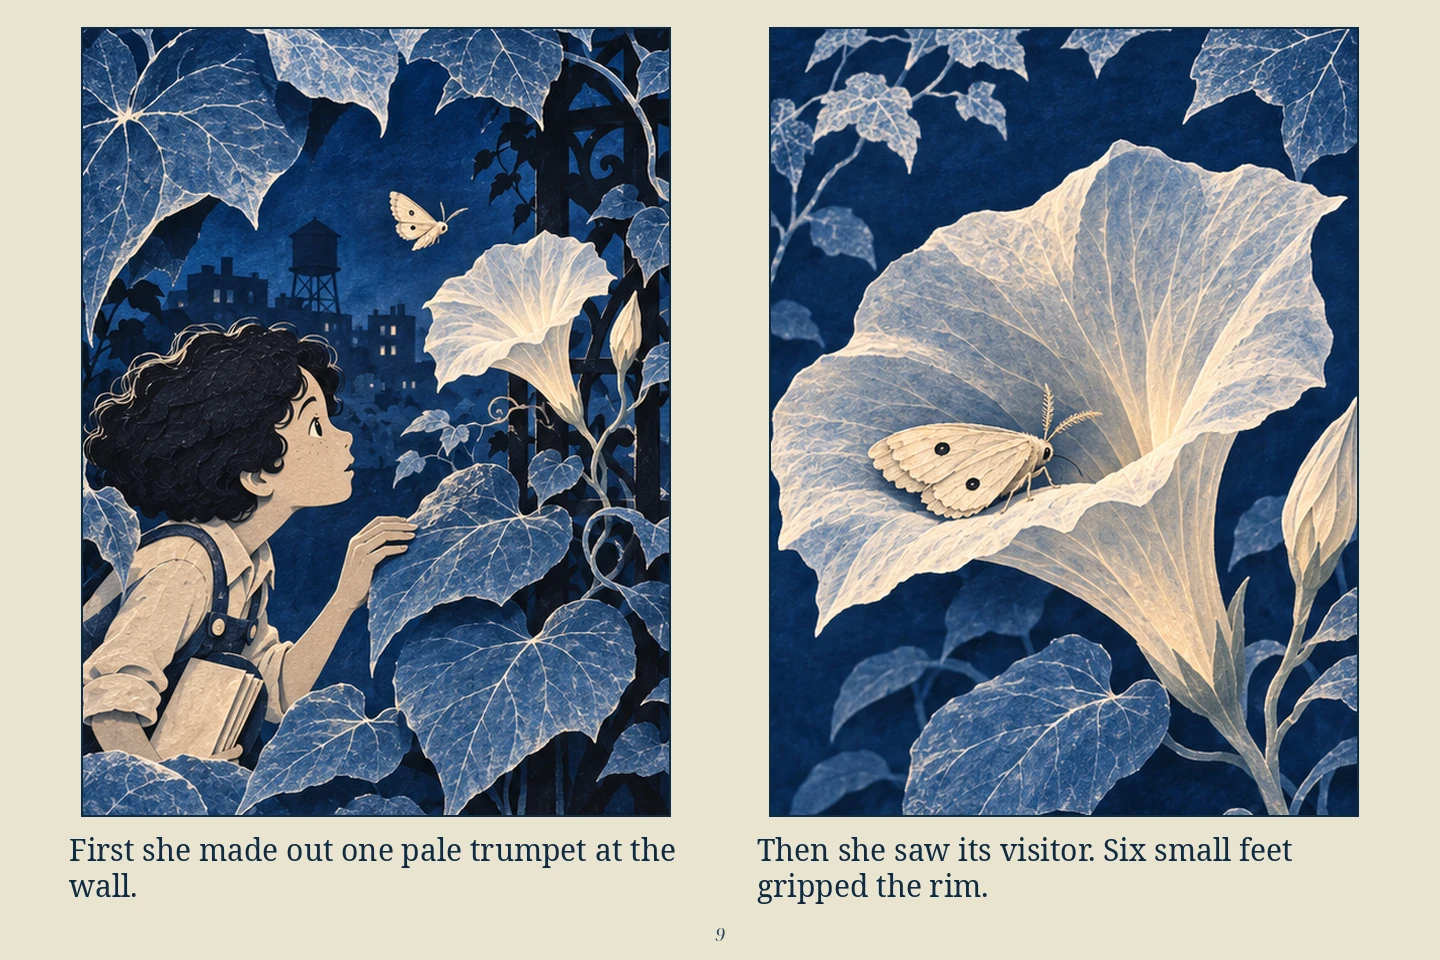 First she made out one pale trumpet at the
wall.
Then she saw its visitor. Six small feet
gripped the rim.
9